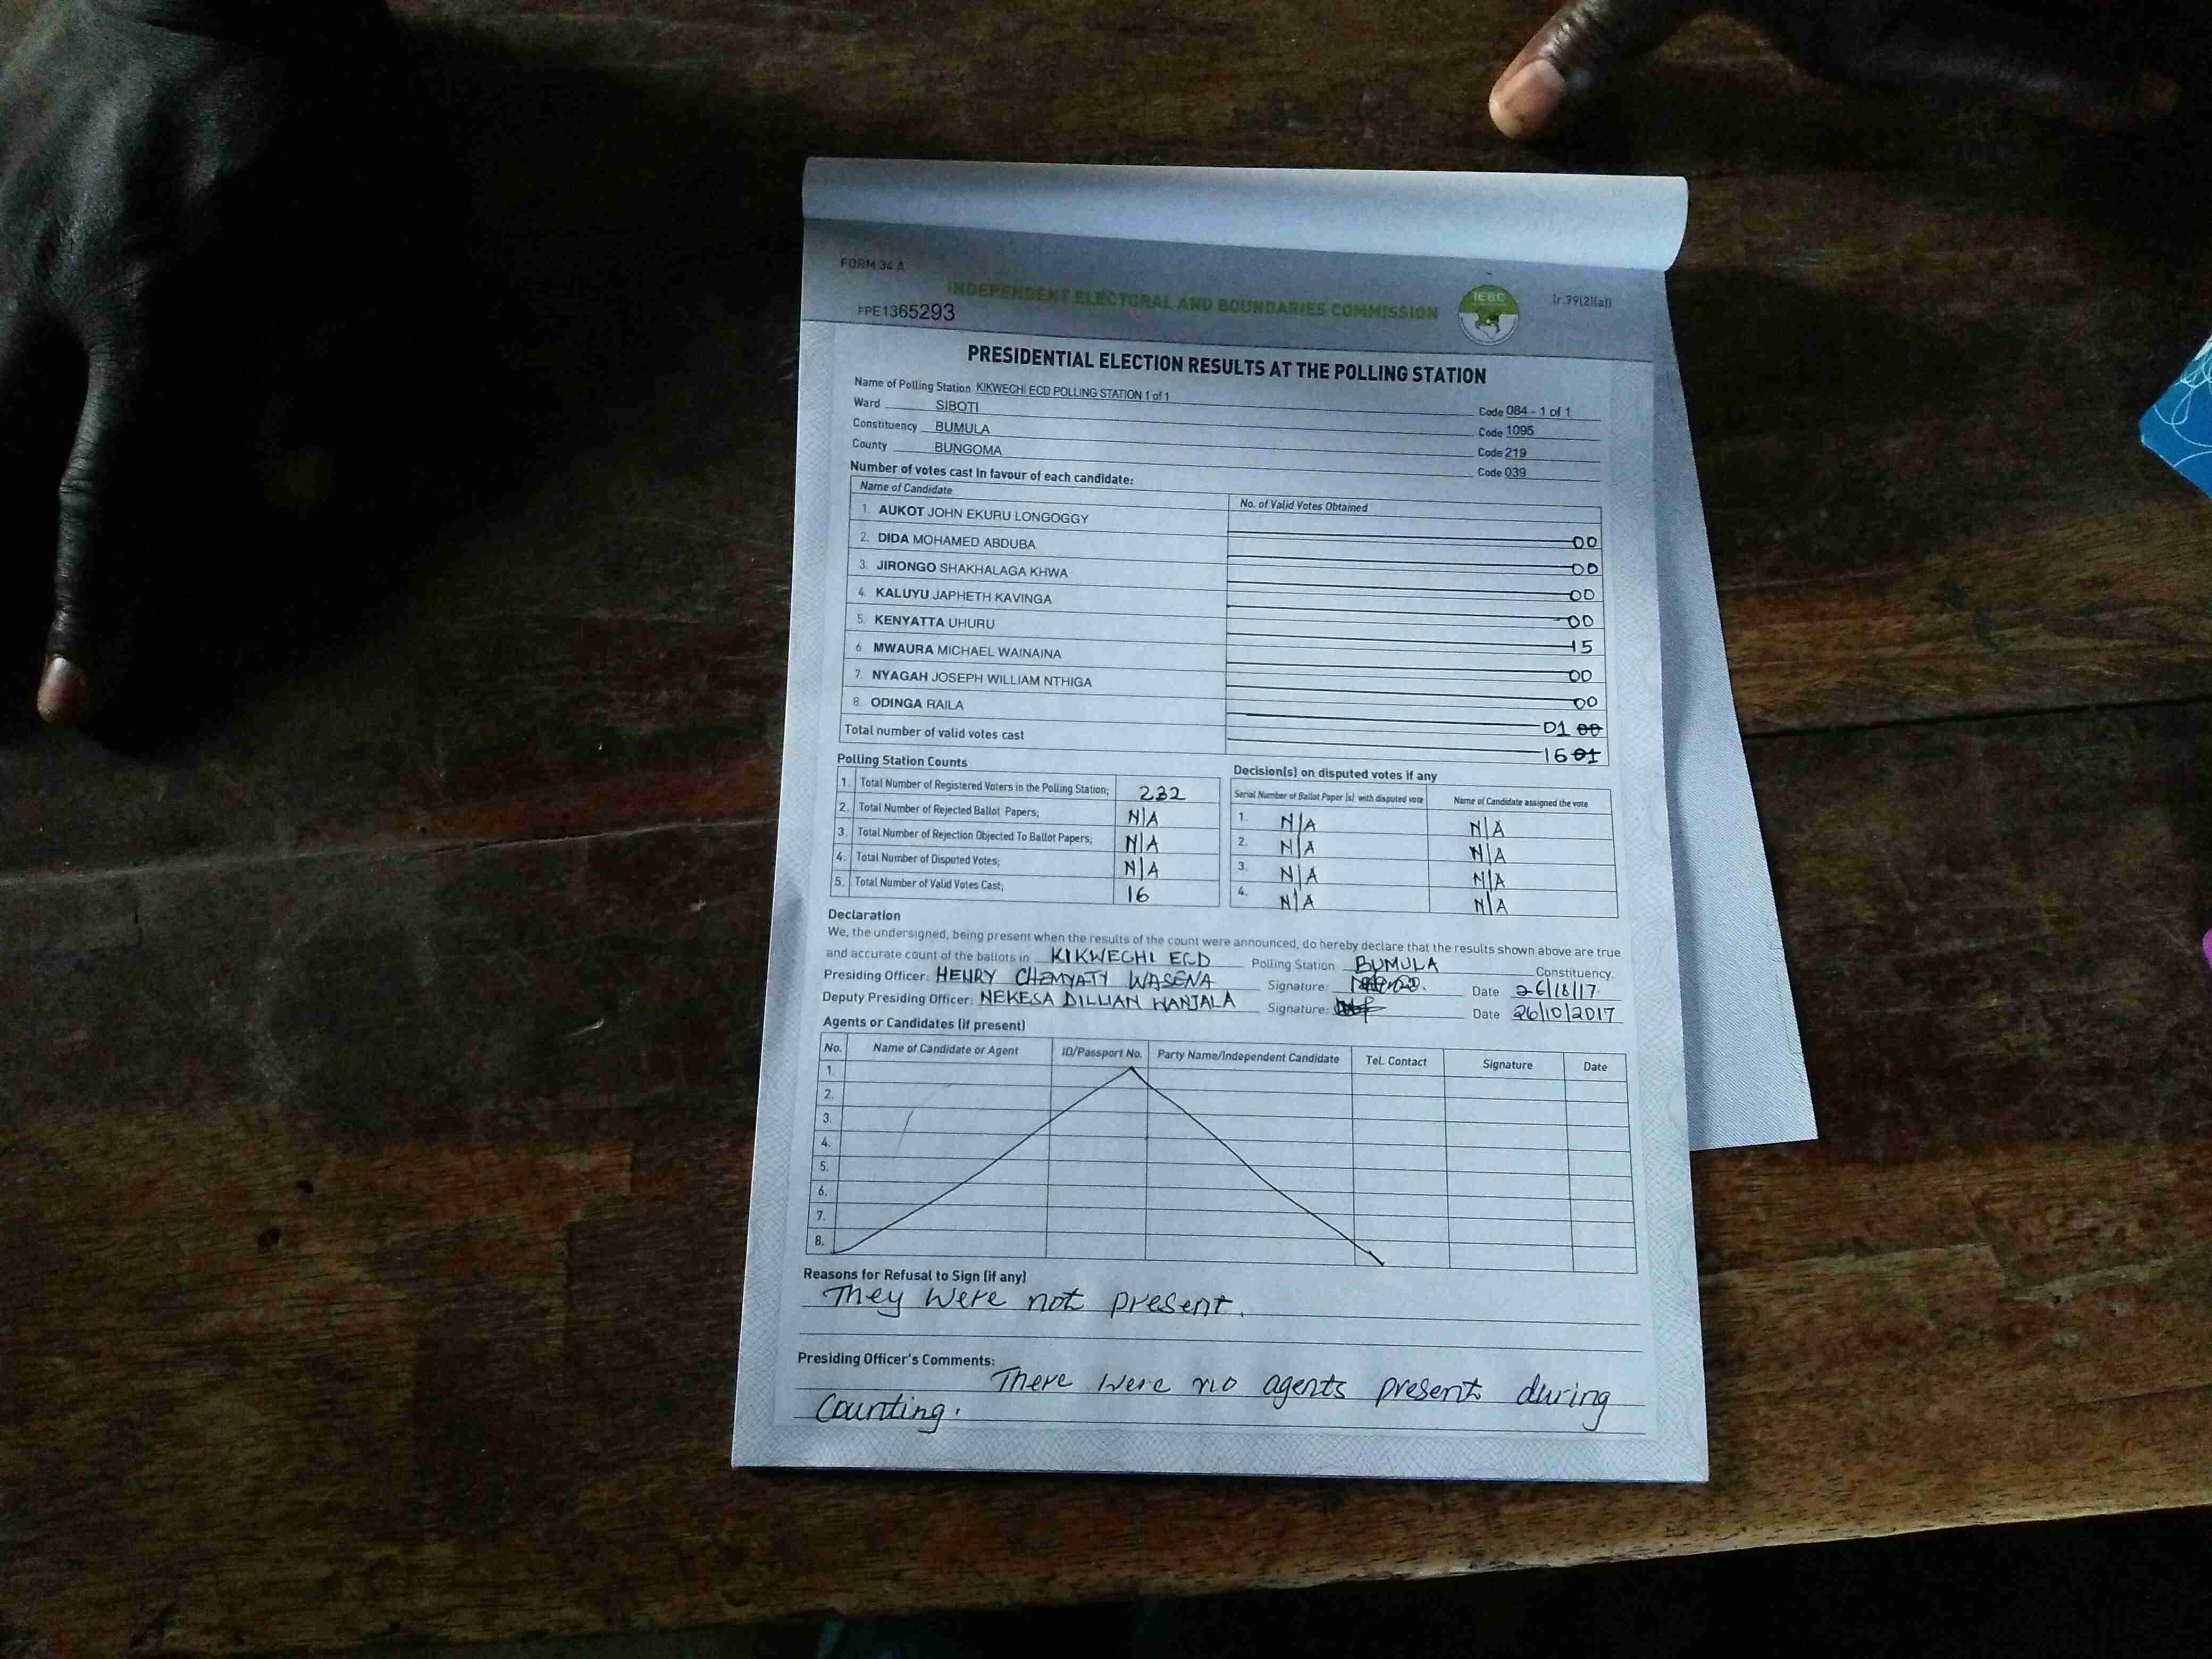 FORM 34 A
INDEPENDENT ELECTORAL AND BOUNDARIES COMMISSION
IEBC
(r.79(2)(a))
FPE1365293
PRESIDENTIAL ELECTION RESULTS AT THE POLLING STATION
Name of Polling Station KIKWECHI ECD POLLING STATION 1 of 1 Code 084 - 1 of 1
Ward SIBOTI Code 1095
Constituency BUMULA Code 219
County BUNGOMA Code 039
Number of votes cast in favour of each candidate:
Name of Candidate No. of Valid Votes Obtained
1. AUKOT JOHN EKURU LONGOGGY 00
2. DIDA MOHAMED ABDUBA 00
3. JIRONGO SHAKHALAGA KHWA 00
4. KALUYU JAPHETH KAVINGA 00
5. KENYATTA UHURU 15
6. MWAURA MICHAEL WAINAINA 00
7. NYAGAH JOSEPH WILLIAM NTHIGA 00
8. ODINGA RAILA 01 00
Total number of valid votes cast 16 01
Polling Station Counts
1. Total Number of Registered Voters in the Polling Station; 232
2. Total Number of Rejected Ballot Papers; N/A
3. Total Number of Rejection Objected To Ballot Papers; N/A
4. Total Number of Disputed Votes; N/A
5. Total Number of Valid Votes Cast; 16
Decision(s) on disputed votes if any
Serial Number of Ballot Paper (s) with disputed vote Name of Candidate assigned the vote
1. N/A N/A
2. N/A N/A
3. N/A N/A
4. N/A N/A
Declaration
We, the undersigned, being present when the results of the count were announced, do hereby declare that the results shown above are true
and accurate count of the ballots in KIKWECHI ECD Polling Station BUMULA Constituency.
Presiding Officer: HENRY CHEMYATY WASENA Signature: Date
Deputy Presiding Officer: NEKESA DILLIAN WANJALA Signature: Date 26/10/2017
Agents or Candidates (if present)
No. Name of Candidate or Agent ID/Passport No. Party Name/Independent Candidate Tel. Contact Signature Date
1.
2.
3.
4.
5.
6.
7.
8.
Reasons for Refusal to Sign (if any)
They were not present.
Presiding Officer's Comments:
There were no agents present during
Counting.